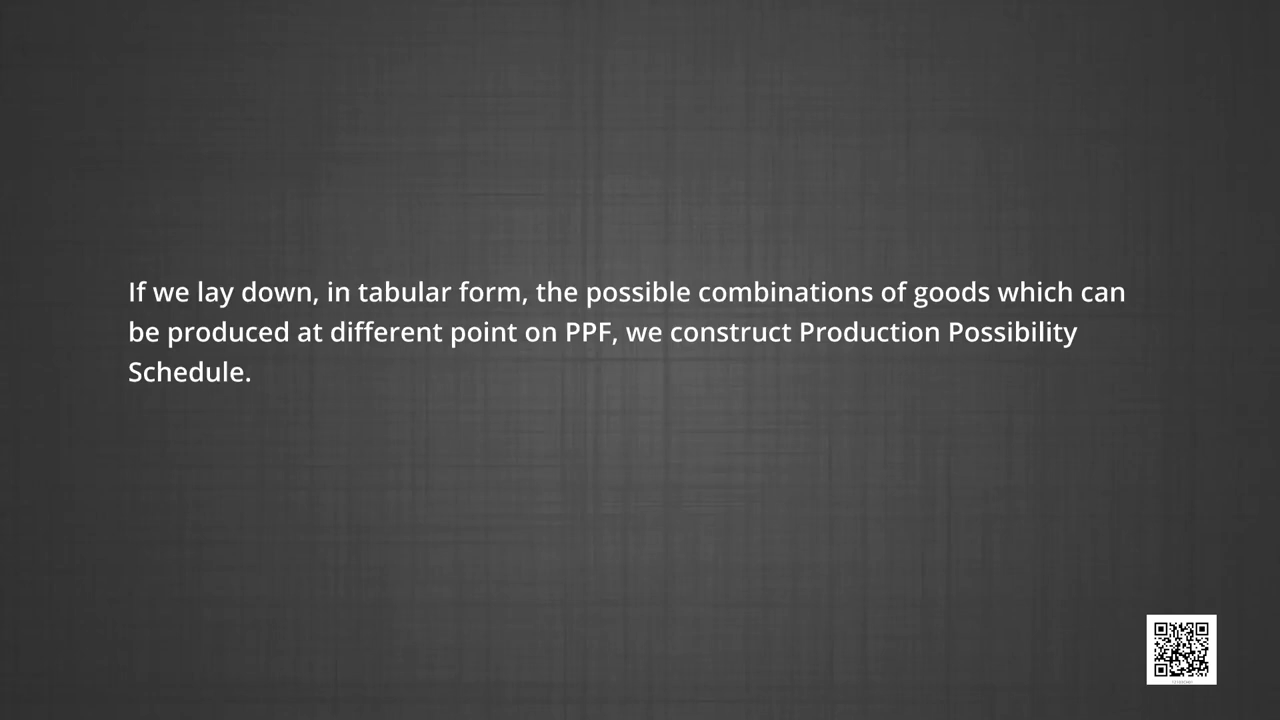 If we lay down, in tabular form, the possible combinations of goods which can
be produced at different point on PPF, we construct Production Possibility
Schedule.